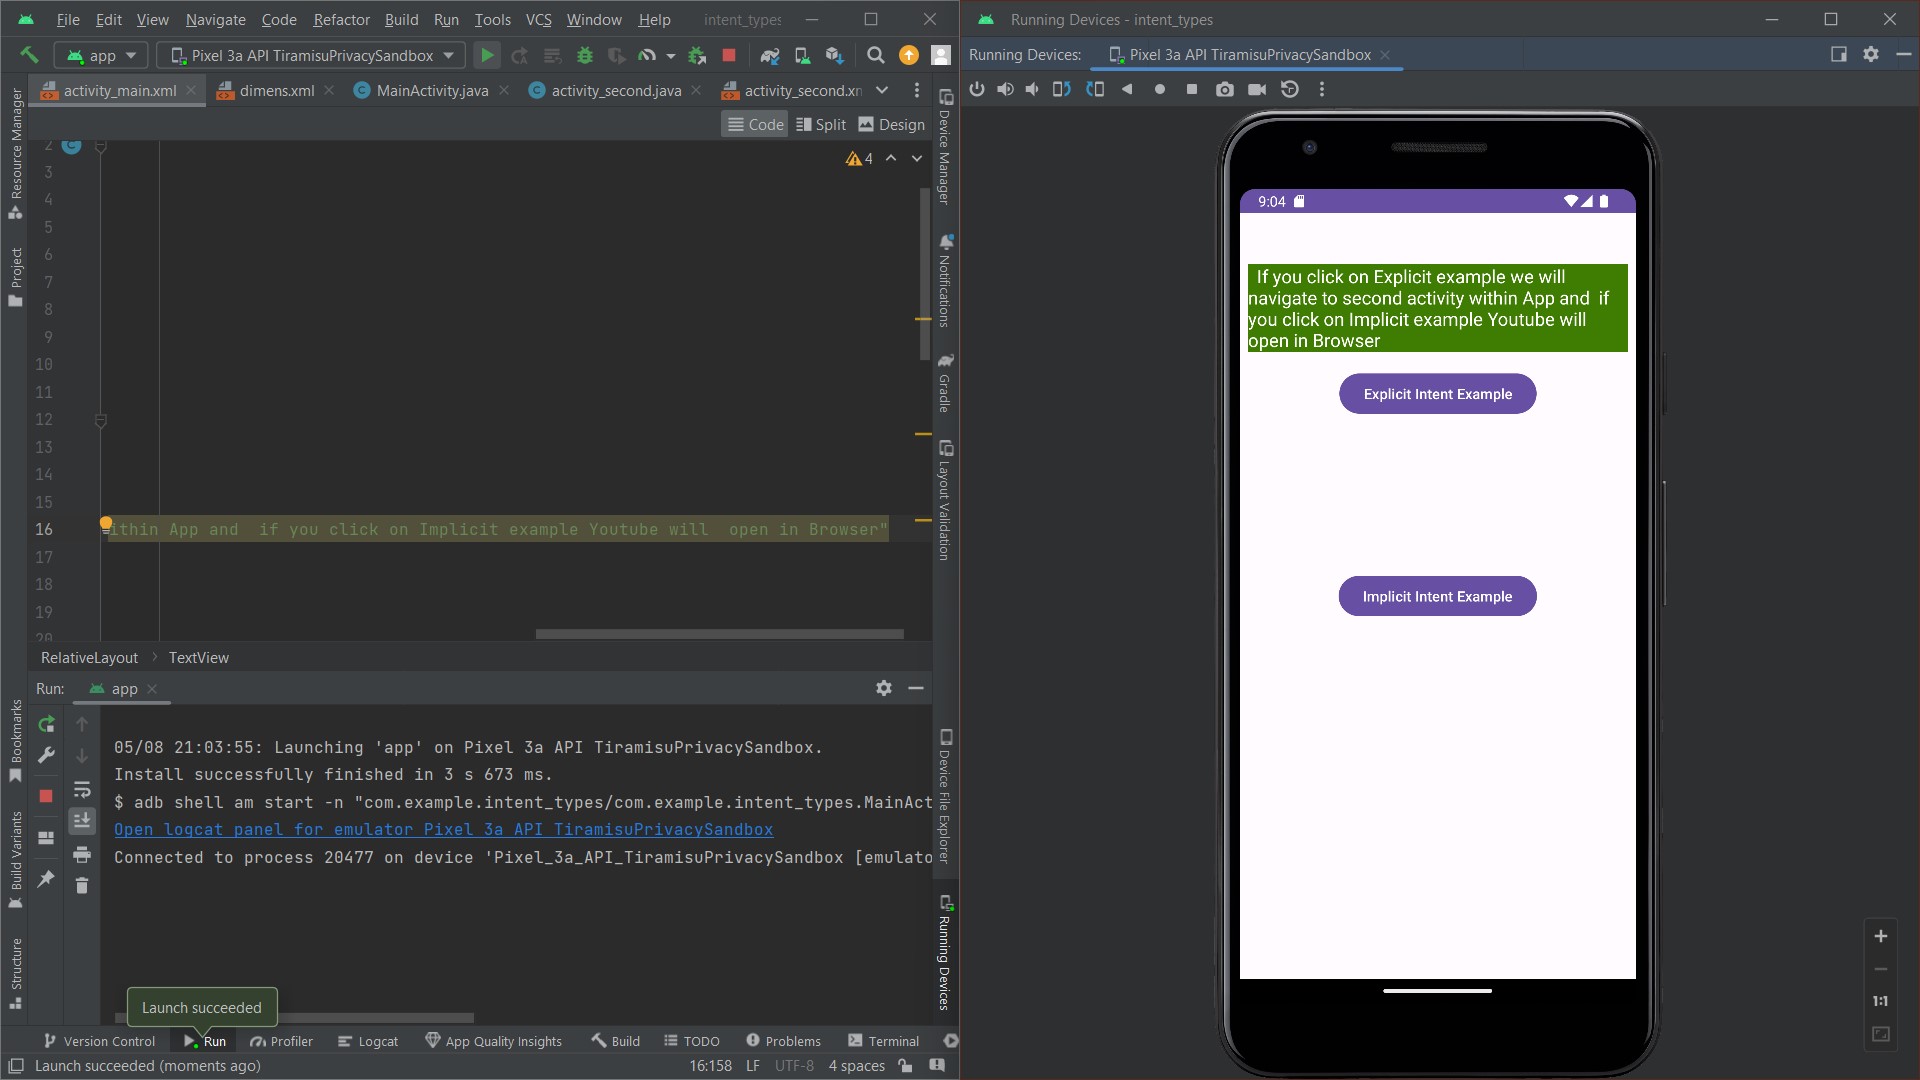 File Edit View Navigate Code Refactor Build Run Tools VCS Window Help intent_types
app Pixel 3a API TiramisuPrivacySandbox
activity_main.xml dimens.xml MainActivity.java activity_second.java activity_second.xm
Code Split Design
2
4
3
4
5
6
7
8
9
10
11
12
13
14
15
16 ithin App and  if you click on Implicit example Youtube will  open in Browser"
17
18
19
20
RelativeLayout TextView
Run: app
05/08 21:03:55: Launching 'app' on Pixel 3a API TiramisuPrivacySandbox.
Install successfully finished in 3 s 673 ms.
$ adb shell am start -n "com.example.intent_types/com.example.intent_types.MainAct
Open logcat panel for emulator Pixel 3a API TiramisuPrivacySandbox
Connected to process 20477 on device 'Pixel_3a_API_TiramisuPrivacySandbox [emulato
Launch succeeded
Version Control Run Profiler Logcat App Quality Insights Build TODO Problems Terminal
Launch succeeded (moments ago) 16:158 LF UTF-8 4 spaces
Resource Manager
Project
Bookmarks
Build Variants
Structure
Device Manager
Notifications
Gradle
Layout Validation
Device File Explorer
Running Devices
Running Devices - intent_types
Running Devices: Pixel 3a API TiramisuPrivacySandbox
9:04
If you click on Explicit example we will
navigate to second activity within App and  if
you click on Implicit example Youtube will
open in Browser
Explicit Intent Example
Implicit Intent Example
1:1